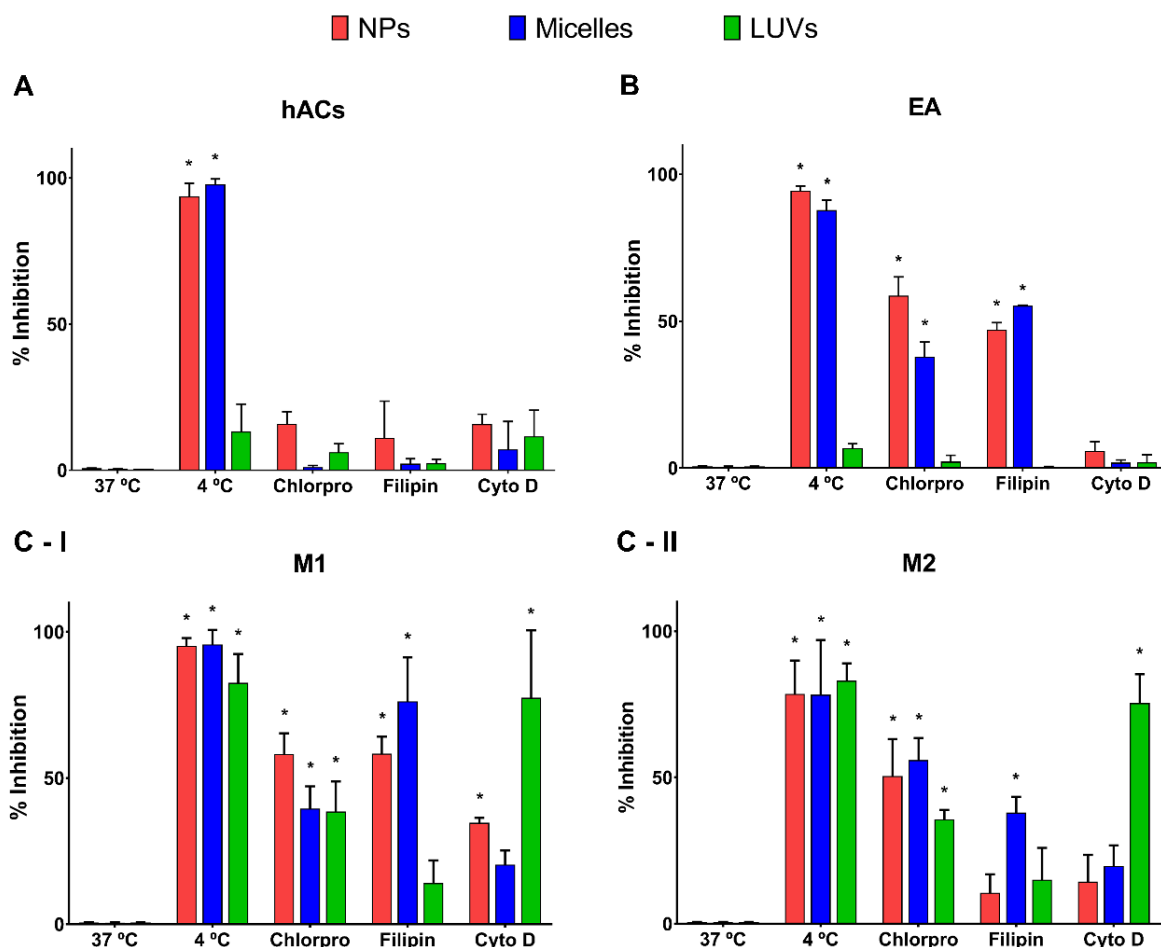 NPs Micelles LUVs
A
hACs
* *
100
50
0
% Inhibition
37 ºC 4 ºC Chlorpro Filipin Cyto D
B
EA
* * * * * *
100
50
0
% Inhibition
37 ºC 4 ºC Chlorpro Filipin Cyto D
C - I
M1
* * * * * * * * * *
100
50
0
% Inhibition
37 ºC 4 ºC Chlorpro Filipin Cyto D
C - II
M2
* * * * * * * *
100
50
0
% Inhibition
37 ºC 4 ºC Chlorpro Filipin Cyto D